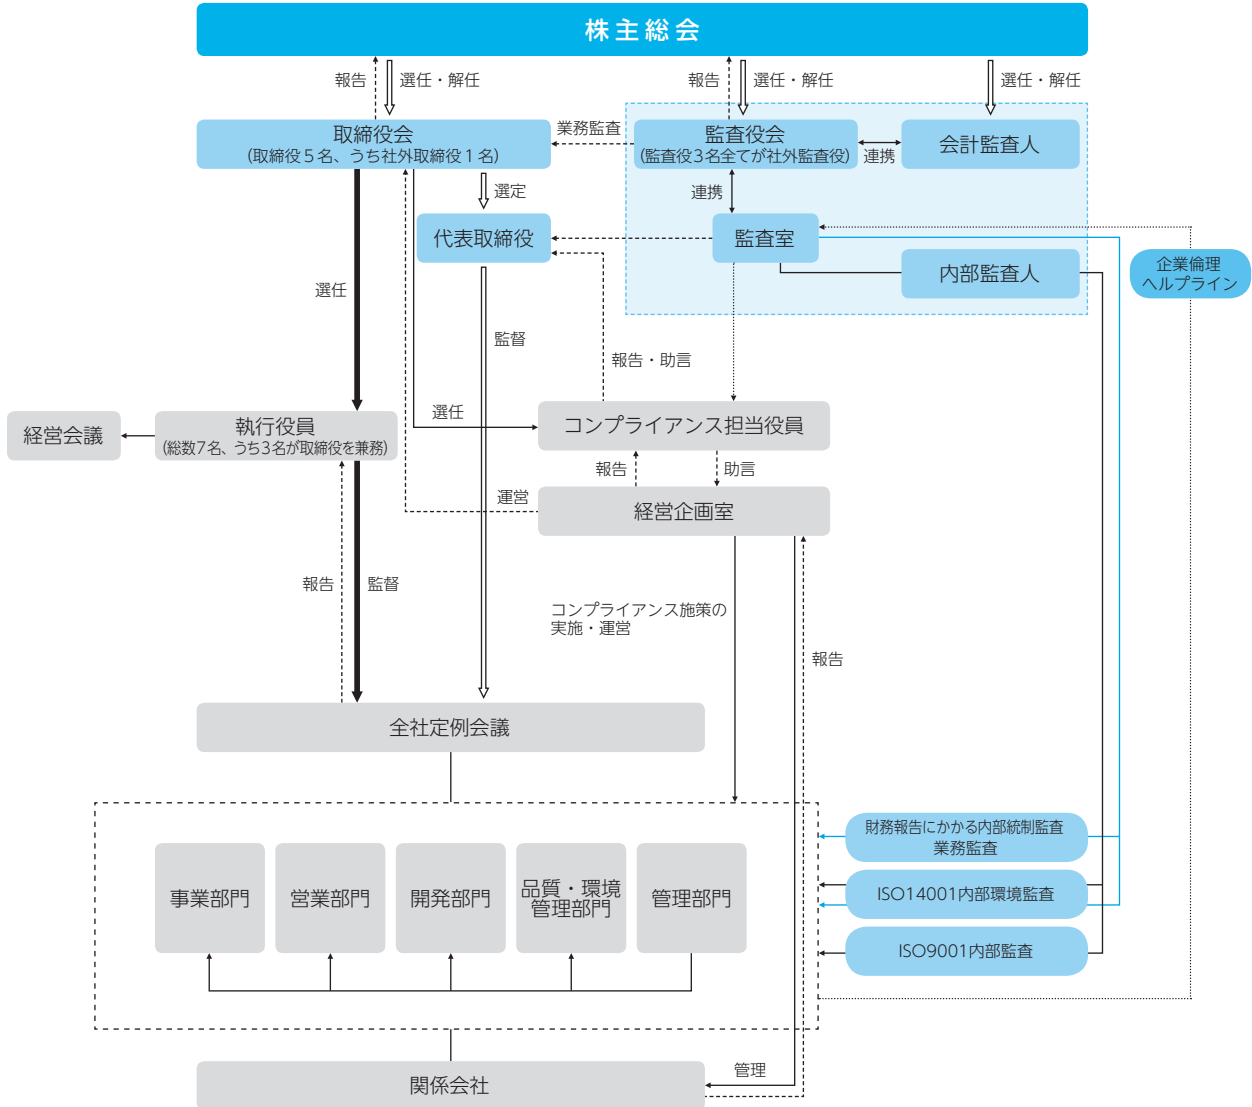 株主総会
報告
選任・解任
報告
選任・解任
選任・解任
取締役会
(取締役5名、うち社外取締役1名)
業務監査
監査役会
(監査役3名全てが社外監査役)
連携
会計監査人
選定
連携
代表取締役
監査室
内部監査人
企業倫理
ヘルプライン
選任
監督
報告・助言
経営会議
執行役員
(総数7名、うち3名が取締役を兼務)
選任
コンプライアンス担当役員
報告
助言
運営
経営企画室
報告
監督
コンプライアンス施策の
実施・運営
報告
全社定例会議
財務報告にかかる内部統制監査
業務監査
事業部門
営業部門
開発部門
品質・環境
管理部門
管理部門
ISO14001内部環境監査
ISO9001内部監査
管理
関係会社